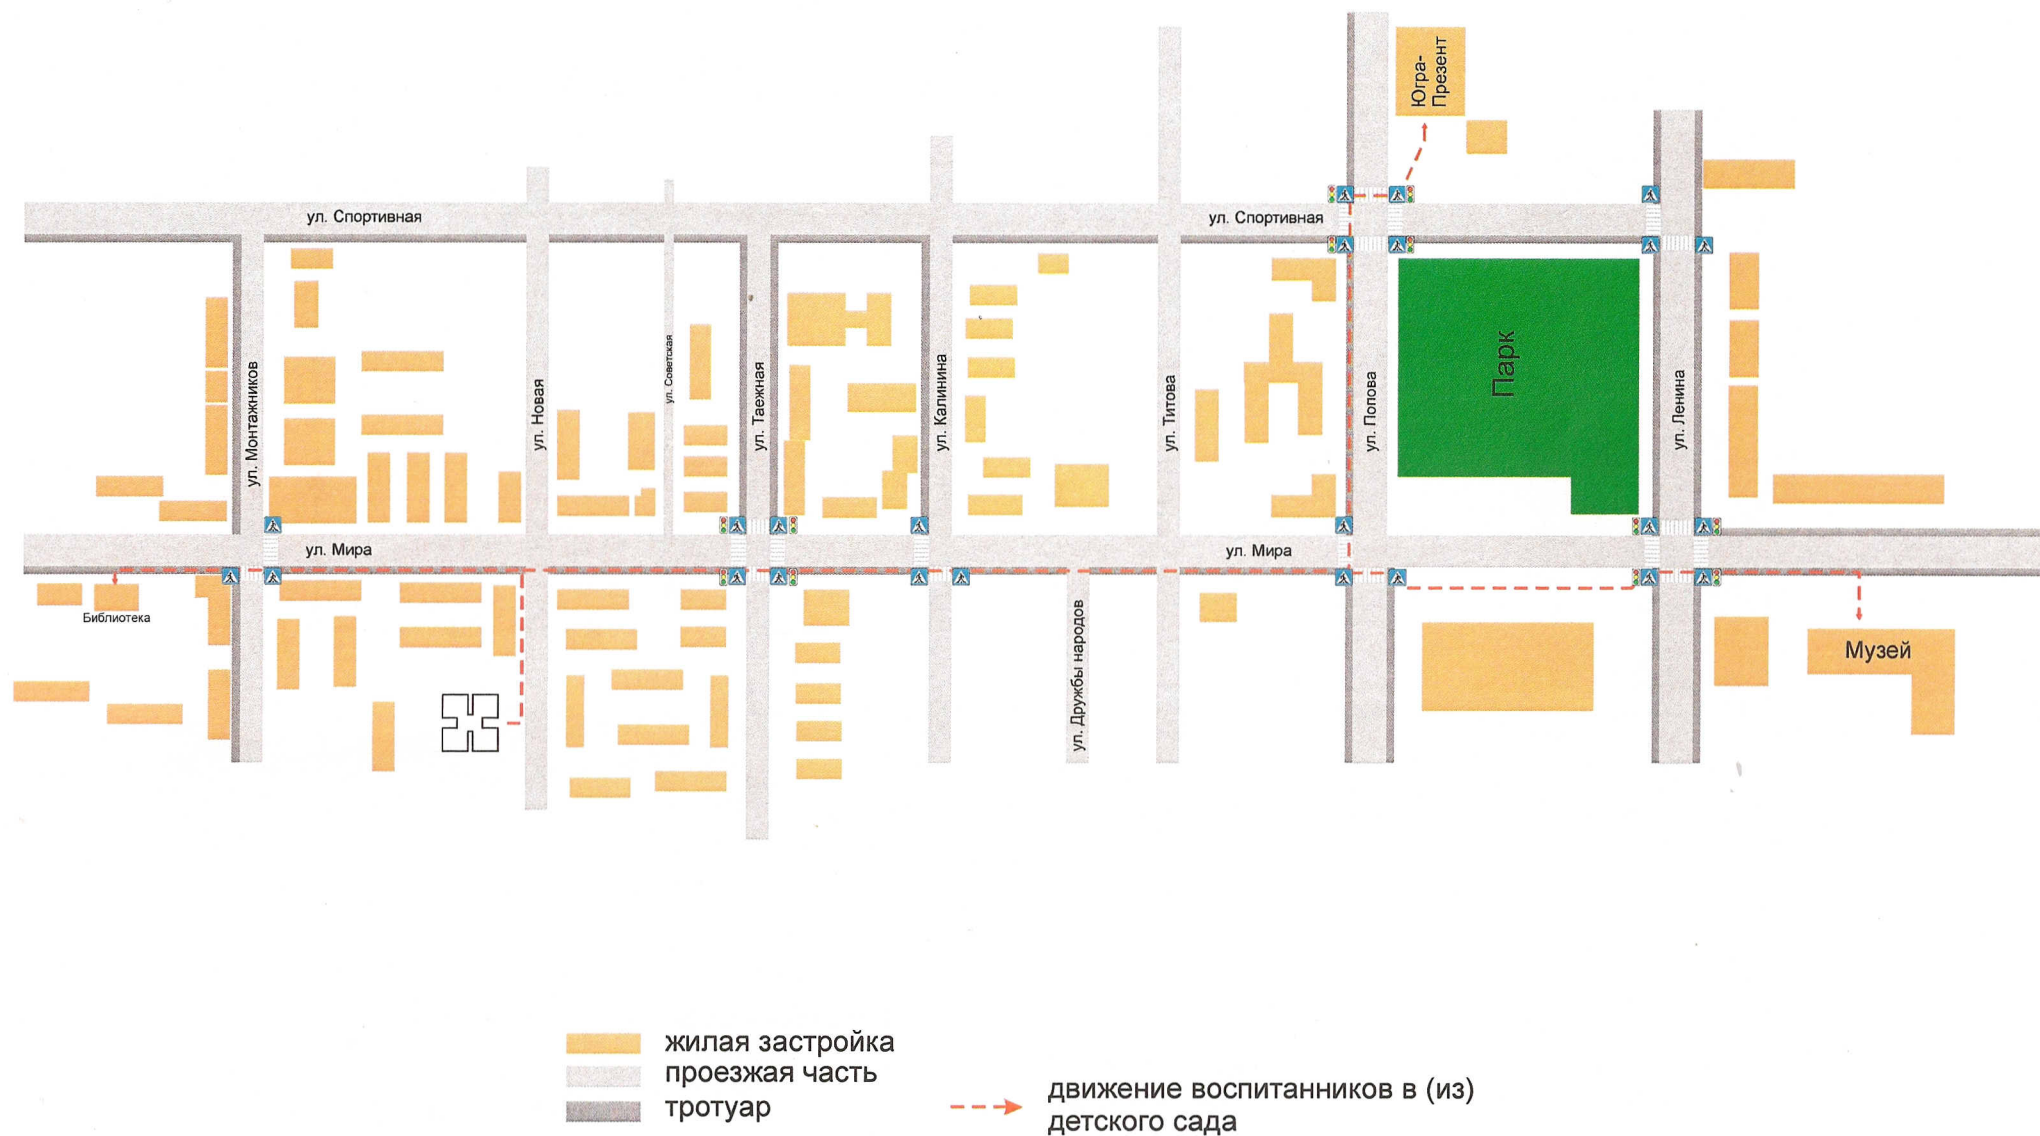 Югра-
Презент
ул. Спортивная
ул. Спортивная
ул. Монтажников
ул. Новая
ул. Советская
ул. Таежная
ул. Калинина
ул. Титова
ул. Попова
Парк
ул. Ленина
ул. Мира
ул. Мира
Библиотека
ул. Дружбы народов
Музей
жилая застройка
проезжая часть
тротуар
движение воспитанников в (из)
детского сада